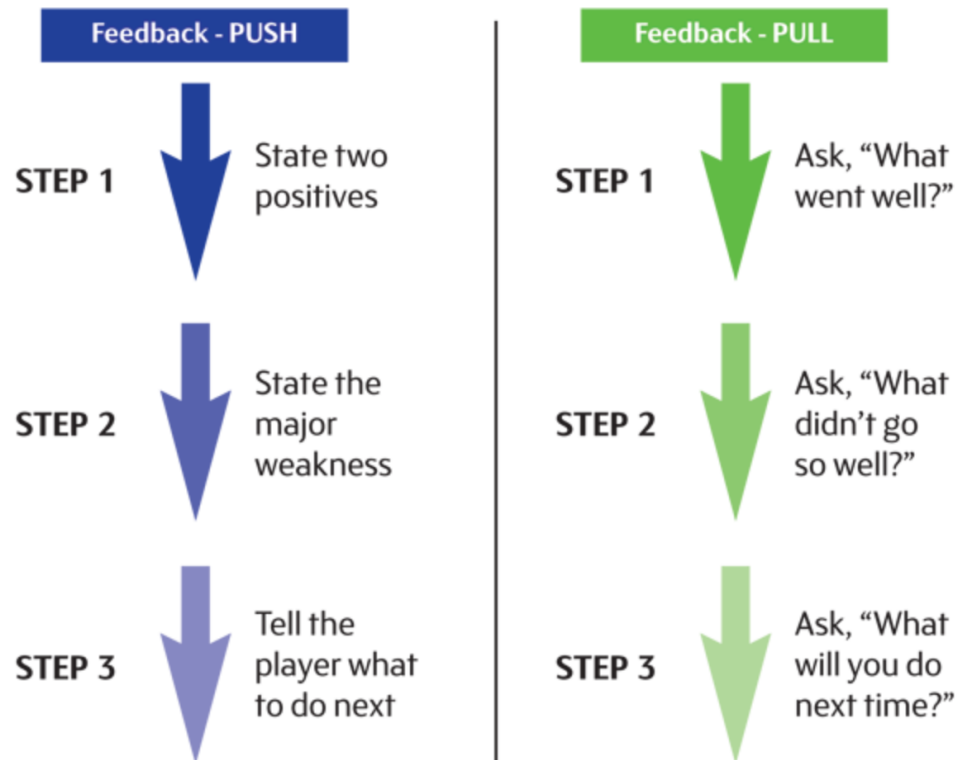 Feedback - PUSH
STEP 1
State two
positives
STEP 2
State the
major
weakness
STEP 3
Tell the
player what
to do next
Feedback - PULL
STEP 1
Ask, “What
went well?”
STEP 2
Ask, “What
didn’t go
so well?”
STEP 3
Ask, “What
will you do
next time?”